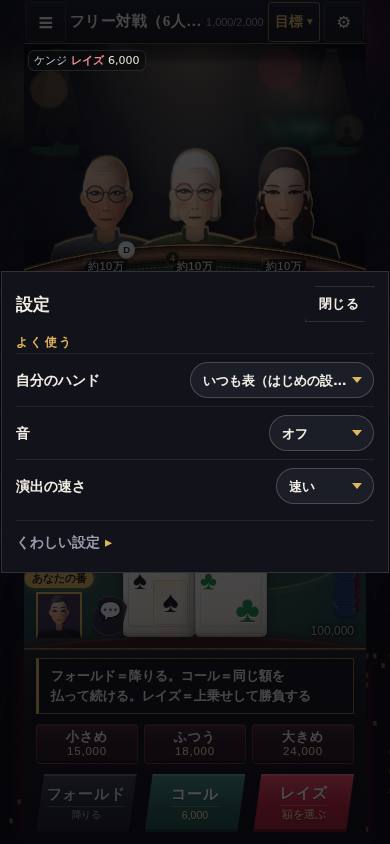 フリー対戦（6人… 1,000/2,000 目標 ▾
ケンジ レイズ 6,000
D
約10万 約10万 約10万
設定 閉じる
よく使う
自分のハンド いつも表（はじめの設…
音 オフ
演出の速さ 速い
くわしい設定 ▸
あなたの番
100,000
フォールド＝降りる。コール＝同じ額を
払って続ける。レイズ＝上乗せして勝負する
小さめ ふつう 大きめ
15,000 18,000 24,000
フォールド コール レイズ
降りる 6,000 額を選ぶ